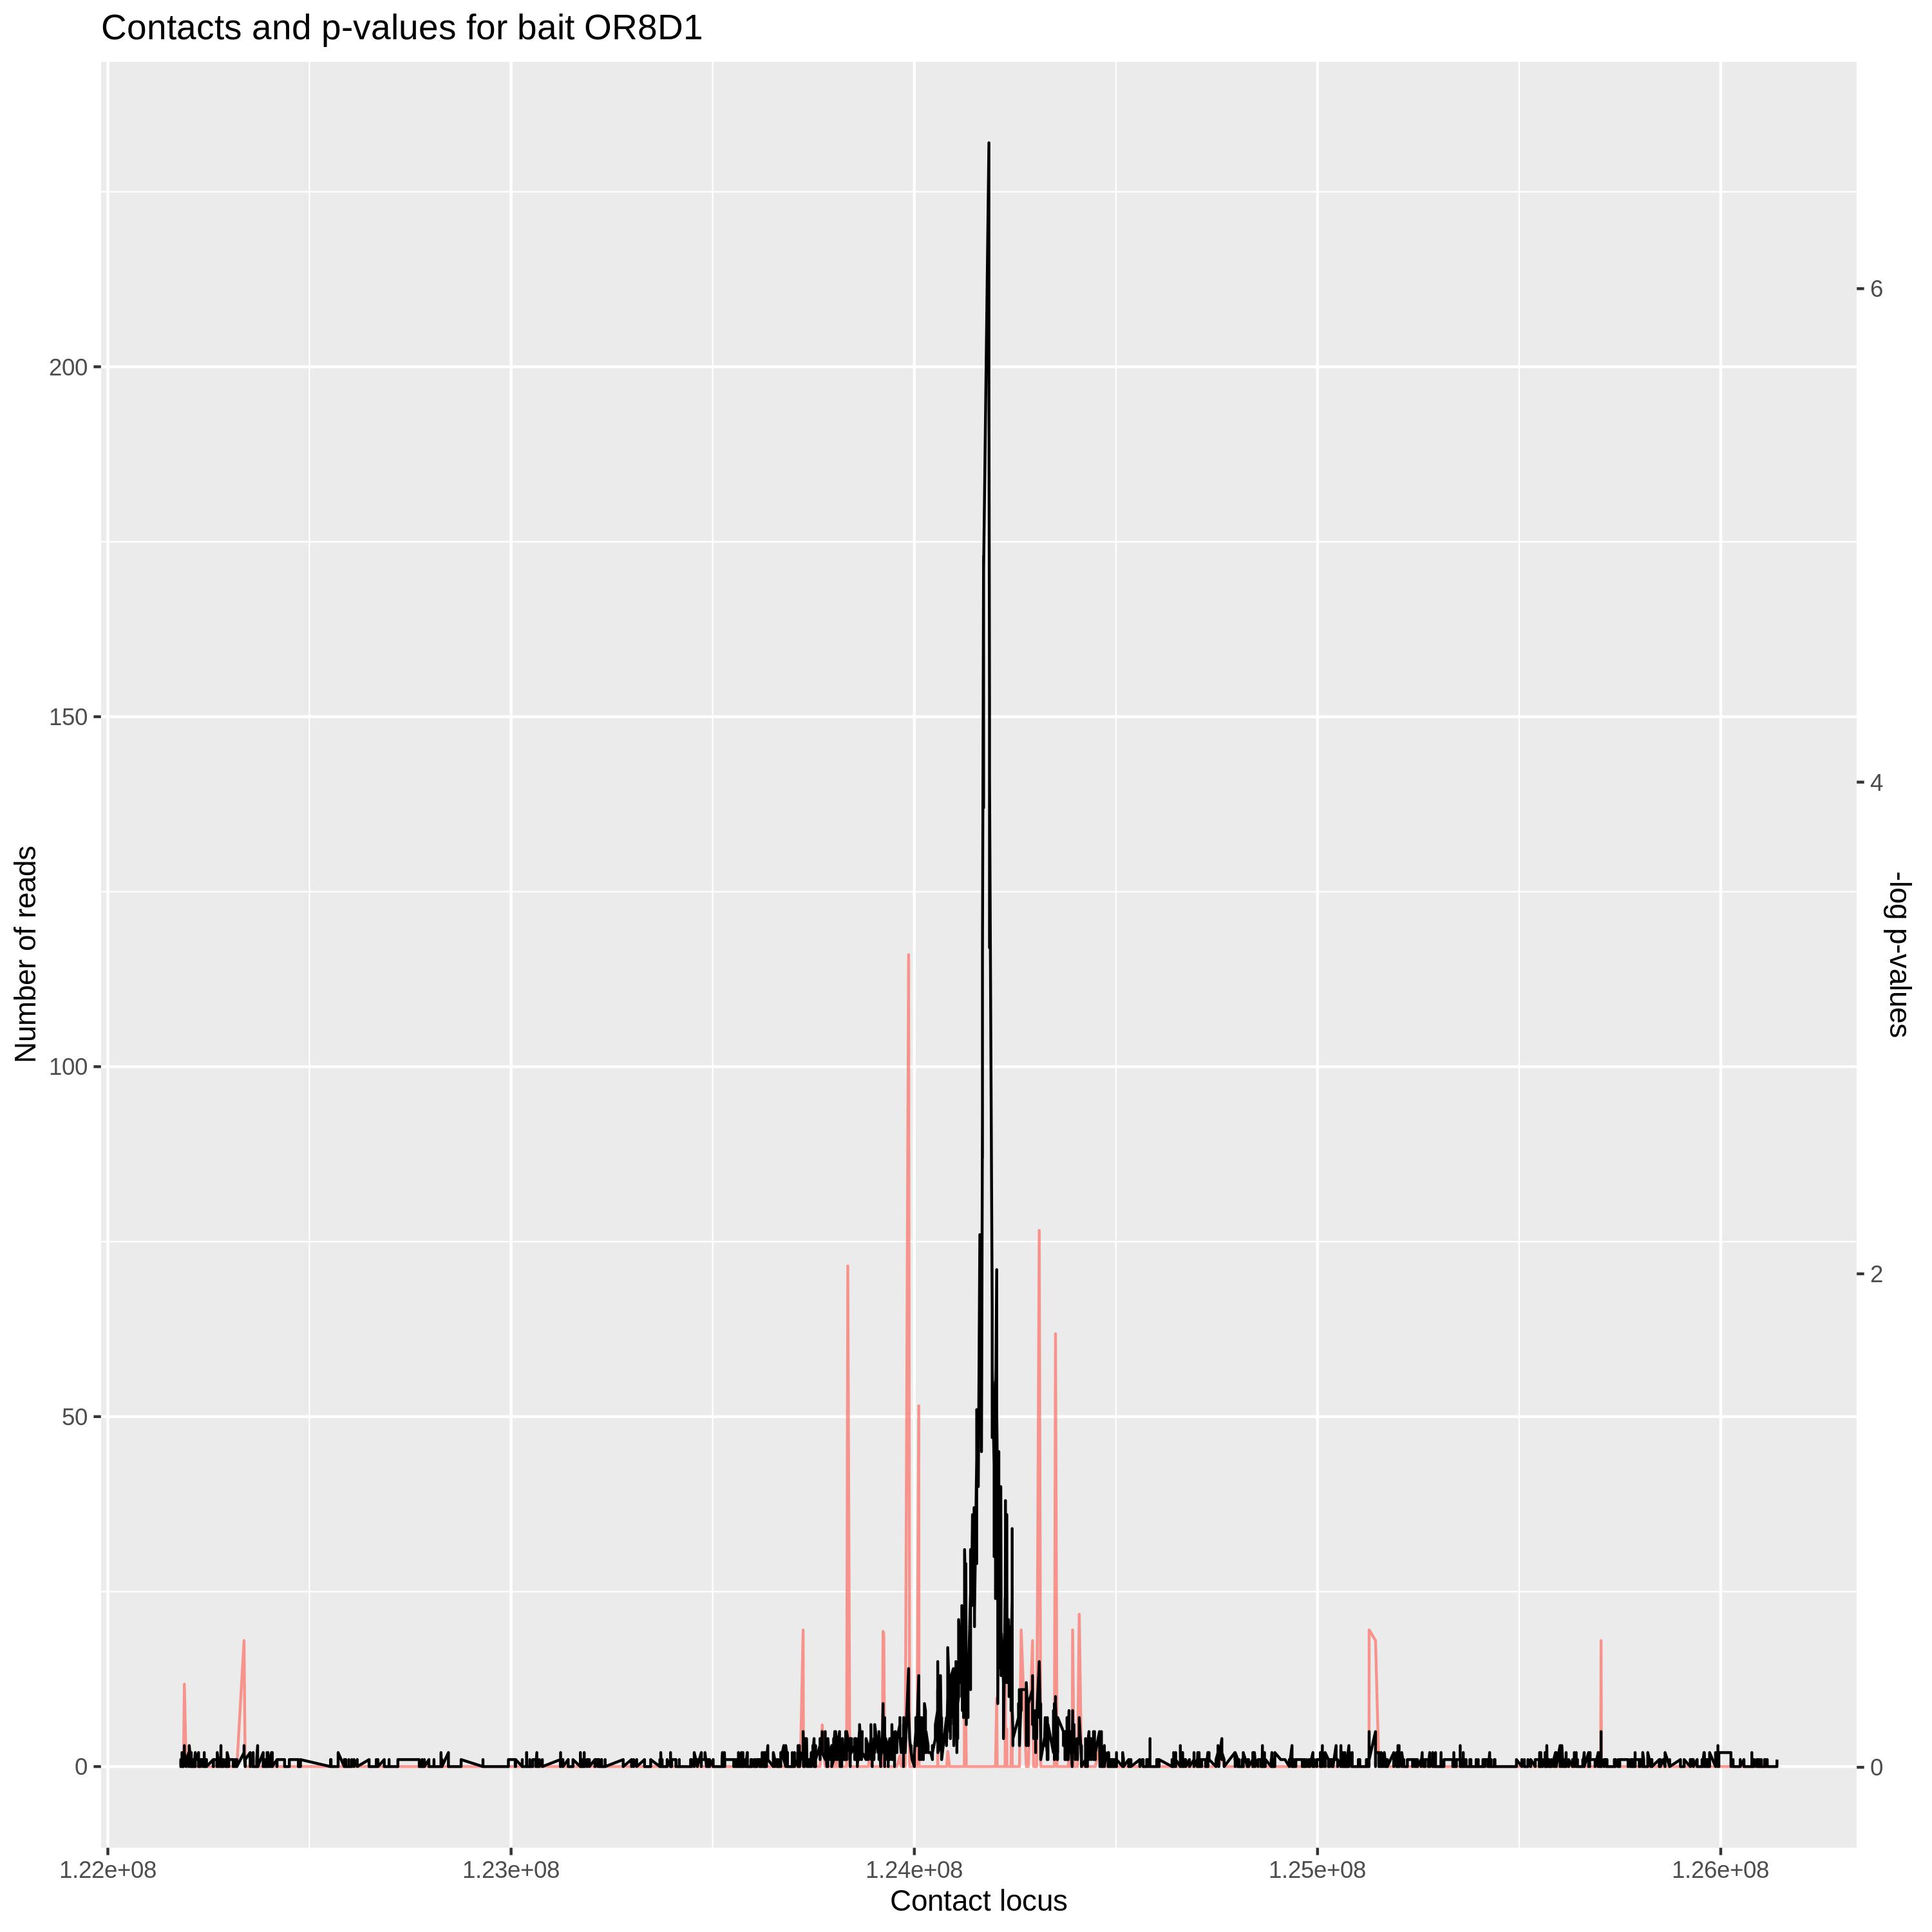 Contacts and p-values for bait OR8D1
Number of reads
200
150
100
50
0
6
4
2
0
-log p-values
1.22e+08
1.23e+08
1.24e+08
1.25e+08
1.26e+08
Contact locus